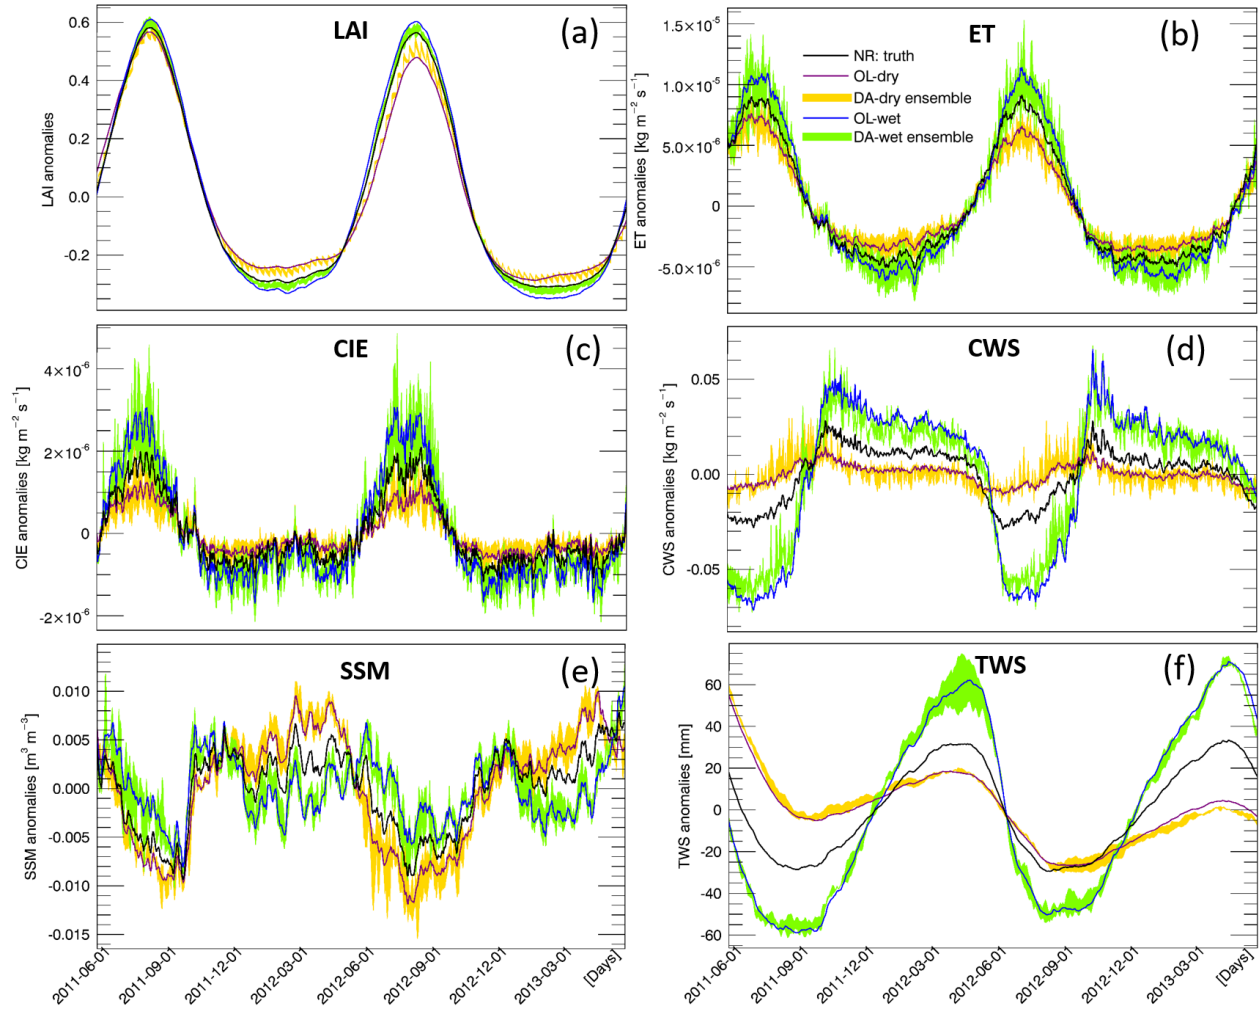 LAI
(a)
LAI anomalies
0.6
0.4
0.2
0.0
-0.2
ET
(b)
ET anomalies [kg m⁻² s⁻¹]
1.5×10⁻⁵
1.0×10⁻⁵
5.0×10⁻⁶
0
-5.0×10⁻⁶
NR: truth
OL-dry
DA-dry ensemble
OL-wet
DA-wet ensemble
CIE
(c)
CIE anomalies [kg m⁻² s⁻¹]
4×10⁻⁶
2×10⁻⁶
0
-2×10⁻⁶
CWS
(d)
CWS anomalies [kg m⁻² s⁻¹]
0.05
0.00
-0.05
SSM
(e)
SSM anomalies [m³ m⁻³]
0.010
0.005
0.000
-0.005
-0.010
-0.015
2011-06-01
2011-09-01
2011-12-01
2012-03-01
2012-06-01
2012-09-01
2012-12-01
2013-03-01
[Days]
TWS
(f)
TWS anomalies [mm]
60
40
20
0
-20
-40
-60
2011-06-01
2011-09-01
2011-12-01
2012-03-01
2012-06-01
2012-09-01
2012-12-01
2013-03-01
[Days]